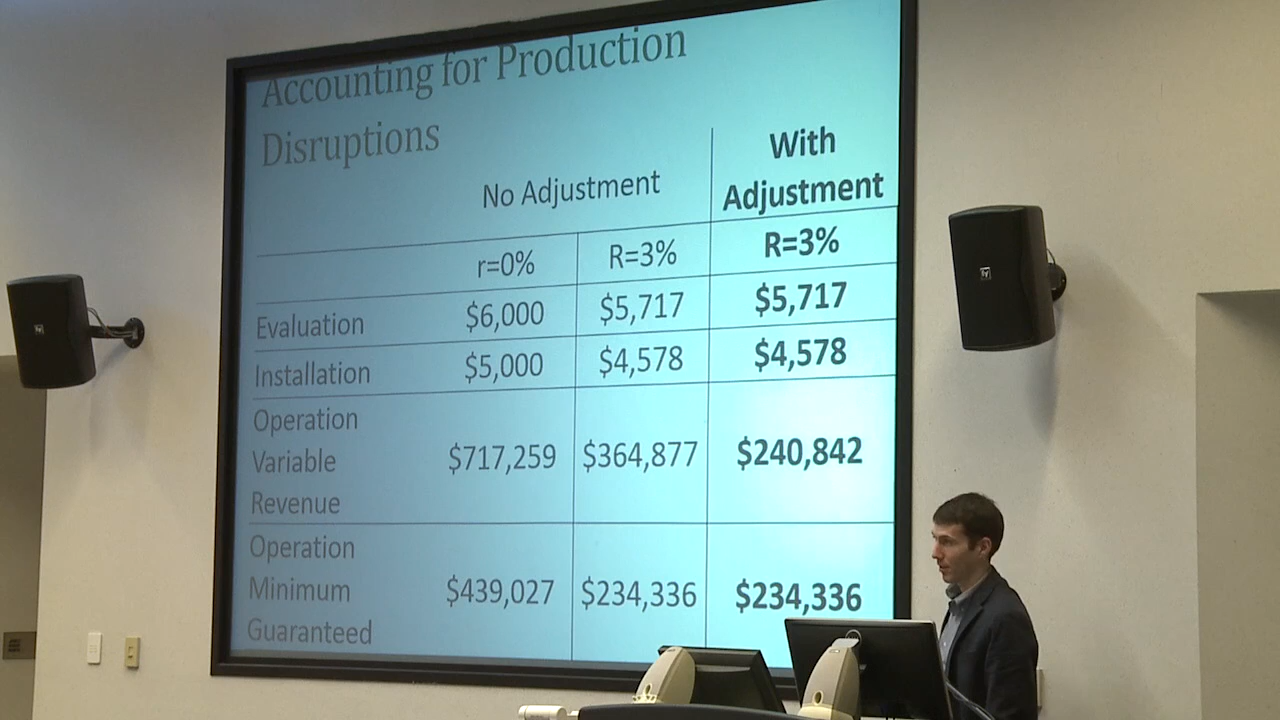 Accounting for Production
Disruptions
No Adjustment
With
Adjustment
r=0%
R=3%
R=3%
Evaluation $6,000 $5,717 $5,717
Installation $5,000 $4,578 $4,578
Operation
Variable
Revenue
$717,259 $364,877 $240,842
Operation
Minimum
Guaranteed
$439,027 $234,336 $234,336